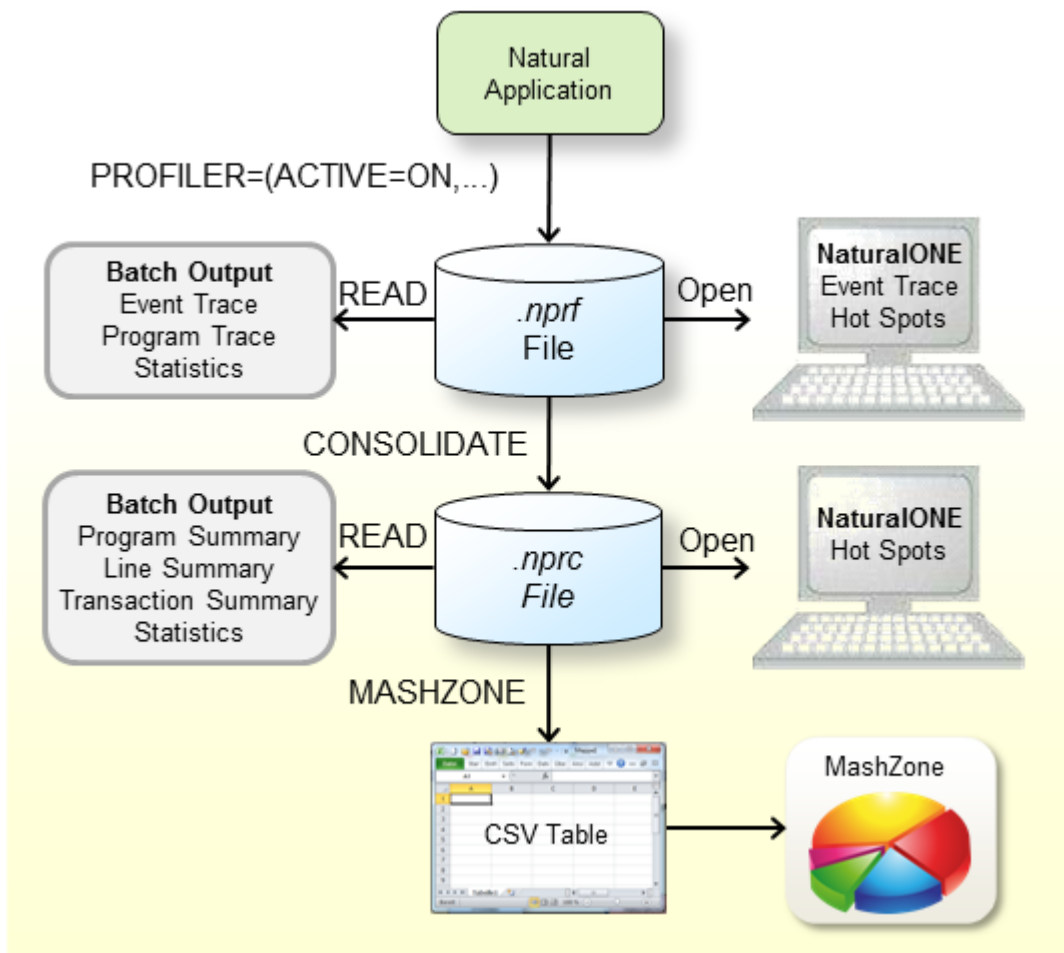 Natural
Application
PROFILER=(ACTIVE=ON,...)
Batch Output
Event Trace
Program Trace
Statistics
READ
.nprf
File
Open
NaturalONE
Event Trace
Hot Spots
CONSOLIDATE
Batch Output
Program Summary
Line Summary
Transaction Summary
Statistics
READ
.nprc
File
Open
NaturalONE
Hot Spots
MASHZONE
CSV Table
MashZone